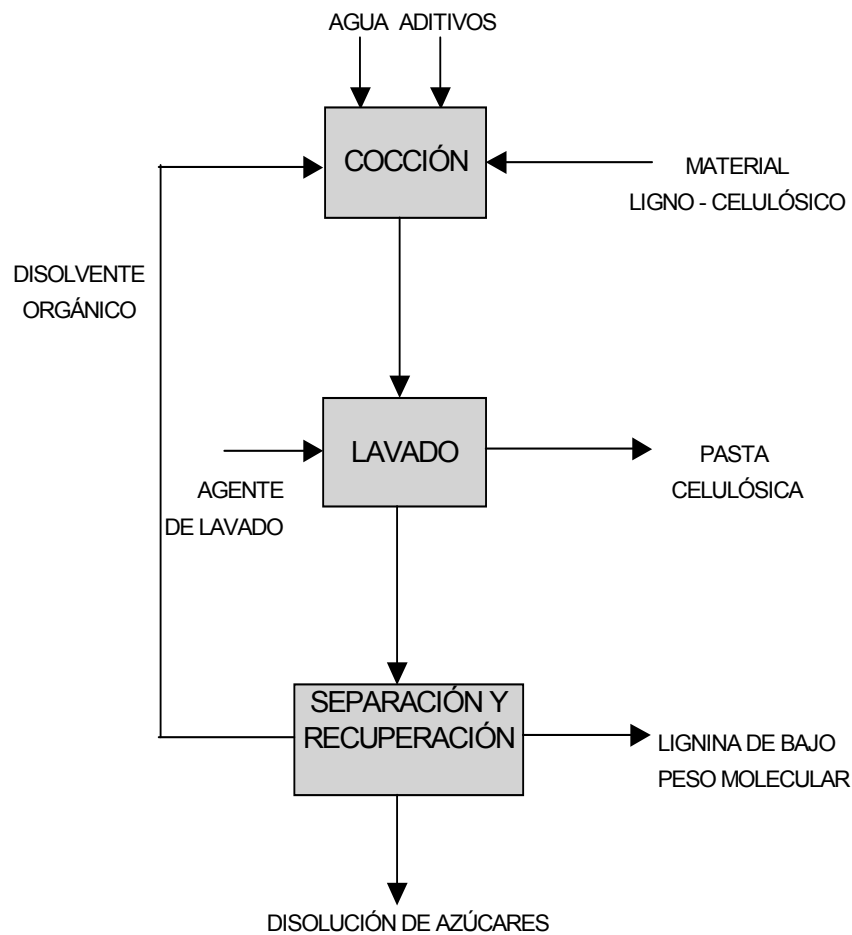 AGUA ADITIVOS
COCCIÓN
MATERIAL
LIGNO - CELULÓSICO
DISOLVENTE
ORGÁNICO
LAVADO
AGENTE
DE LAVADO
PASTA
CELULÓSICA
SEPARACIÓN Y
RECUPERACIÓN
LIGNINA DE BAJO
PESO MOLECULAR
DISOLUCIÓN DE AZÚCARES